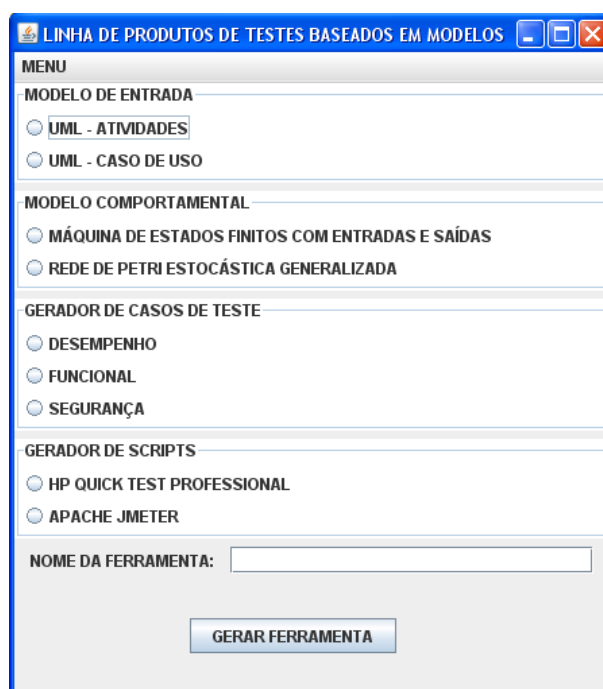 LINHA DE PRODUTOS DE TESTES BASEADOS EM MODELOS
MENU
MODELO DE ENTRADA
UML - ATIVIDADES
UML - CASO DE USO
MODELO COMPORTAMENTAL
MÁQUINA DE ESTADOS FINITOS COM ENTRADAS E SAÍDAS
REDE DE PETRI ESTOCÁSTICA GENERALIZADA
GERADOR DE CASOS DE TESTE
DESEMPENHO
FUNCIONAL
SEGURANÇA
GERADOR DE SCRIPTS
HP QUICK TEST PROFESSIONAL
APACHE JMETER
NOME DA FERRAMENTA:
GERAR FERRAMENTA